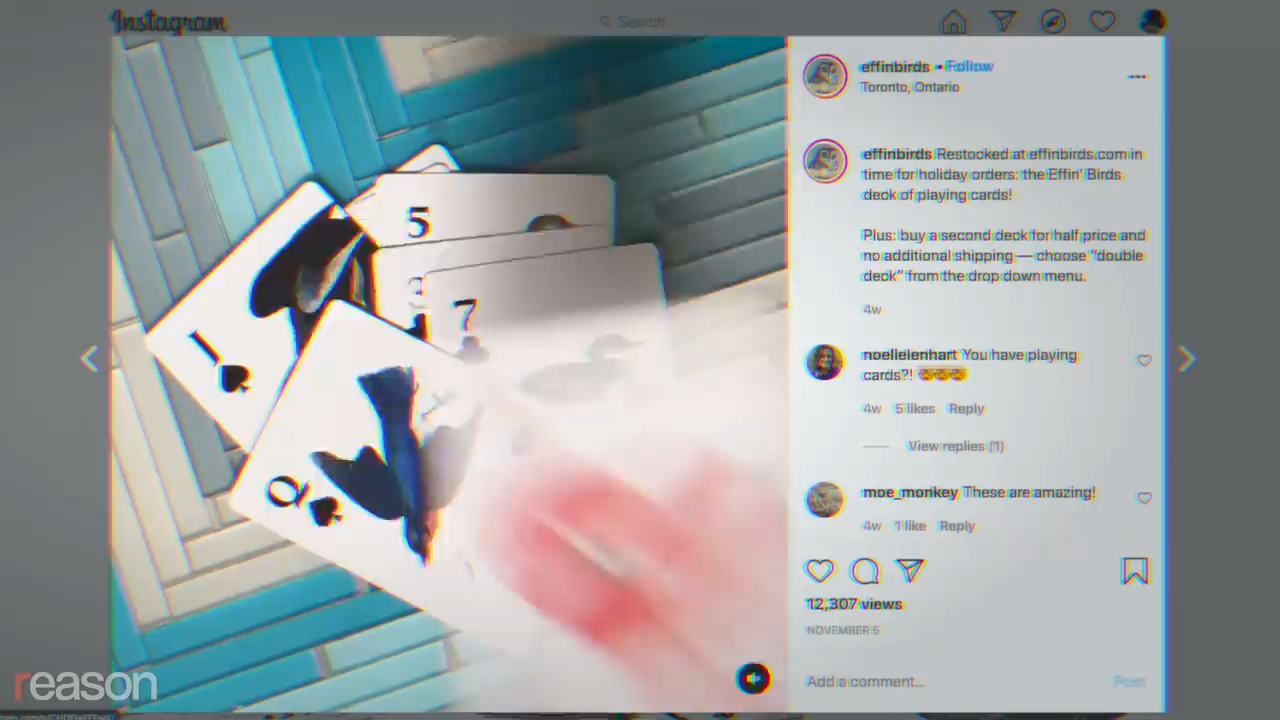 Instagram
Search
effinbirds • Follow
Toronto, Ontario
effinbirds Restocked at effinbirds.com in
time for holiday orders: the Effin' Birds
deck of playing cards!
Plus: buy a second deck for half price and
no additional shipping — choose “double
deck” from the drop down menu.
4w
noellelenhart You have playing
cards?! 😍😍😍
4w 5 likes Reply
View replies (1)
moe_monkey These are amazing!
4w 1 like Reply
12,307 views
NOVEMBER 5
Add a comment... Post
5
3
7
J
Q
reason